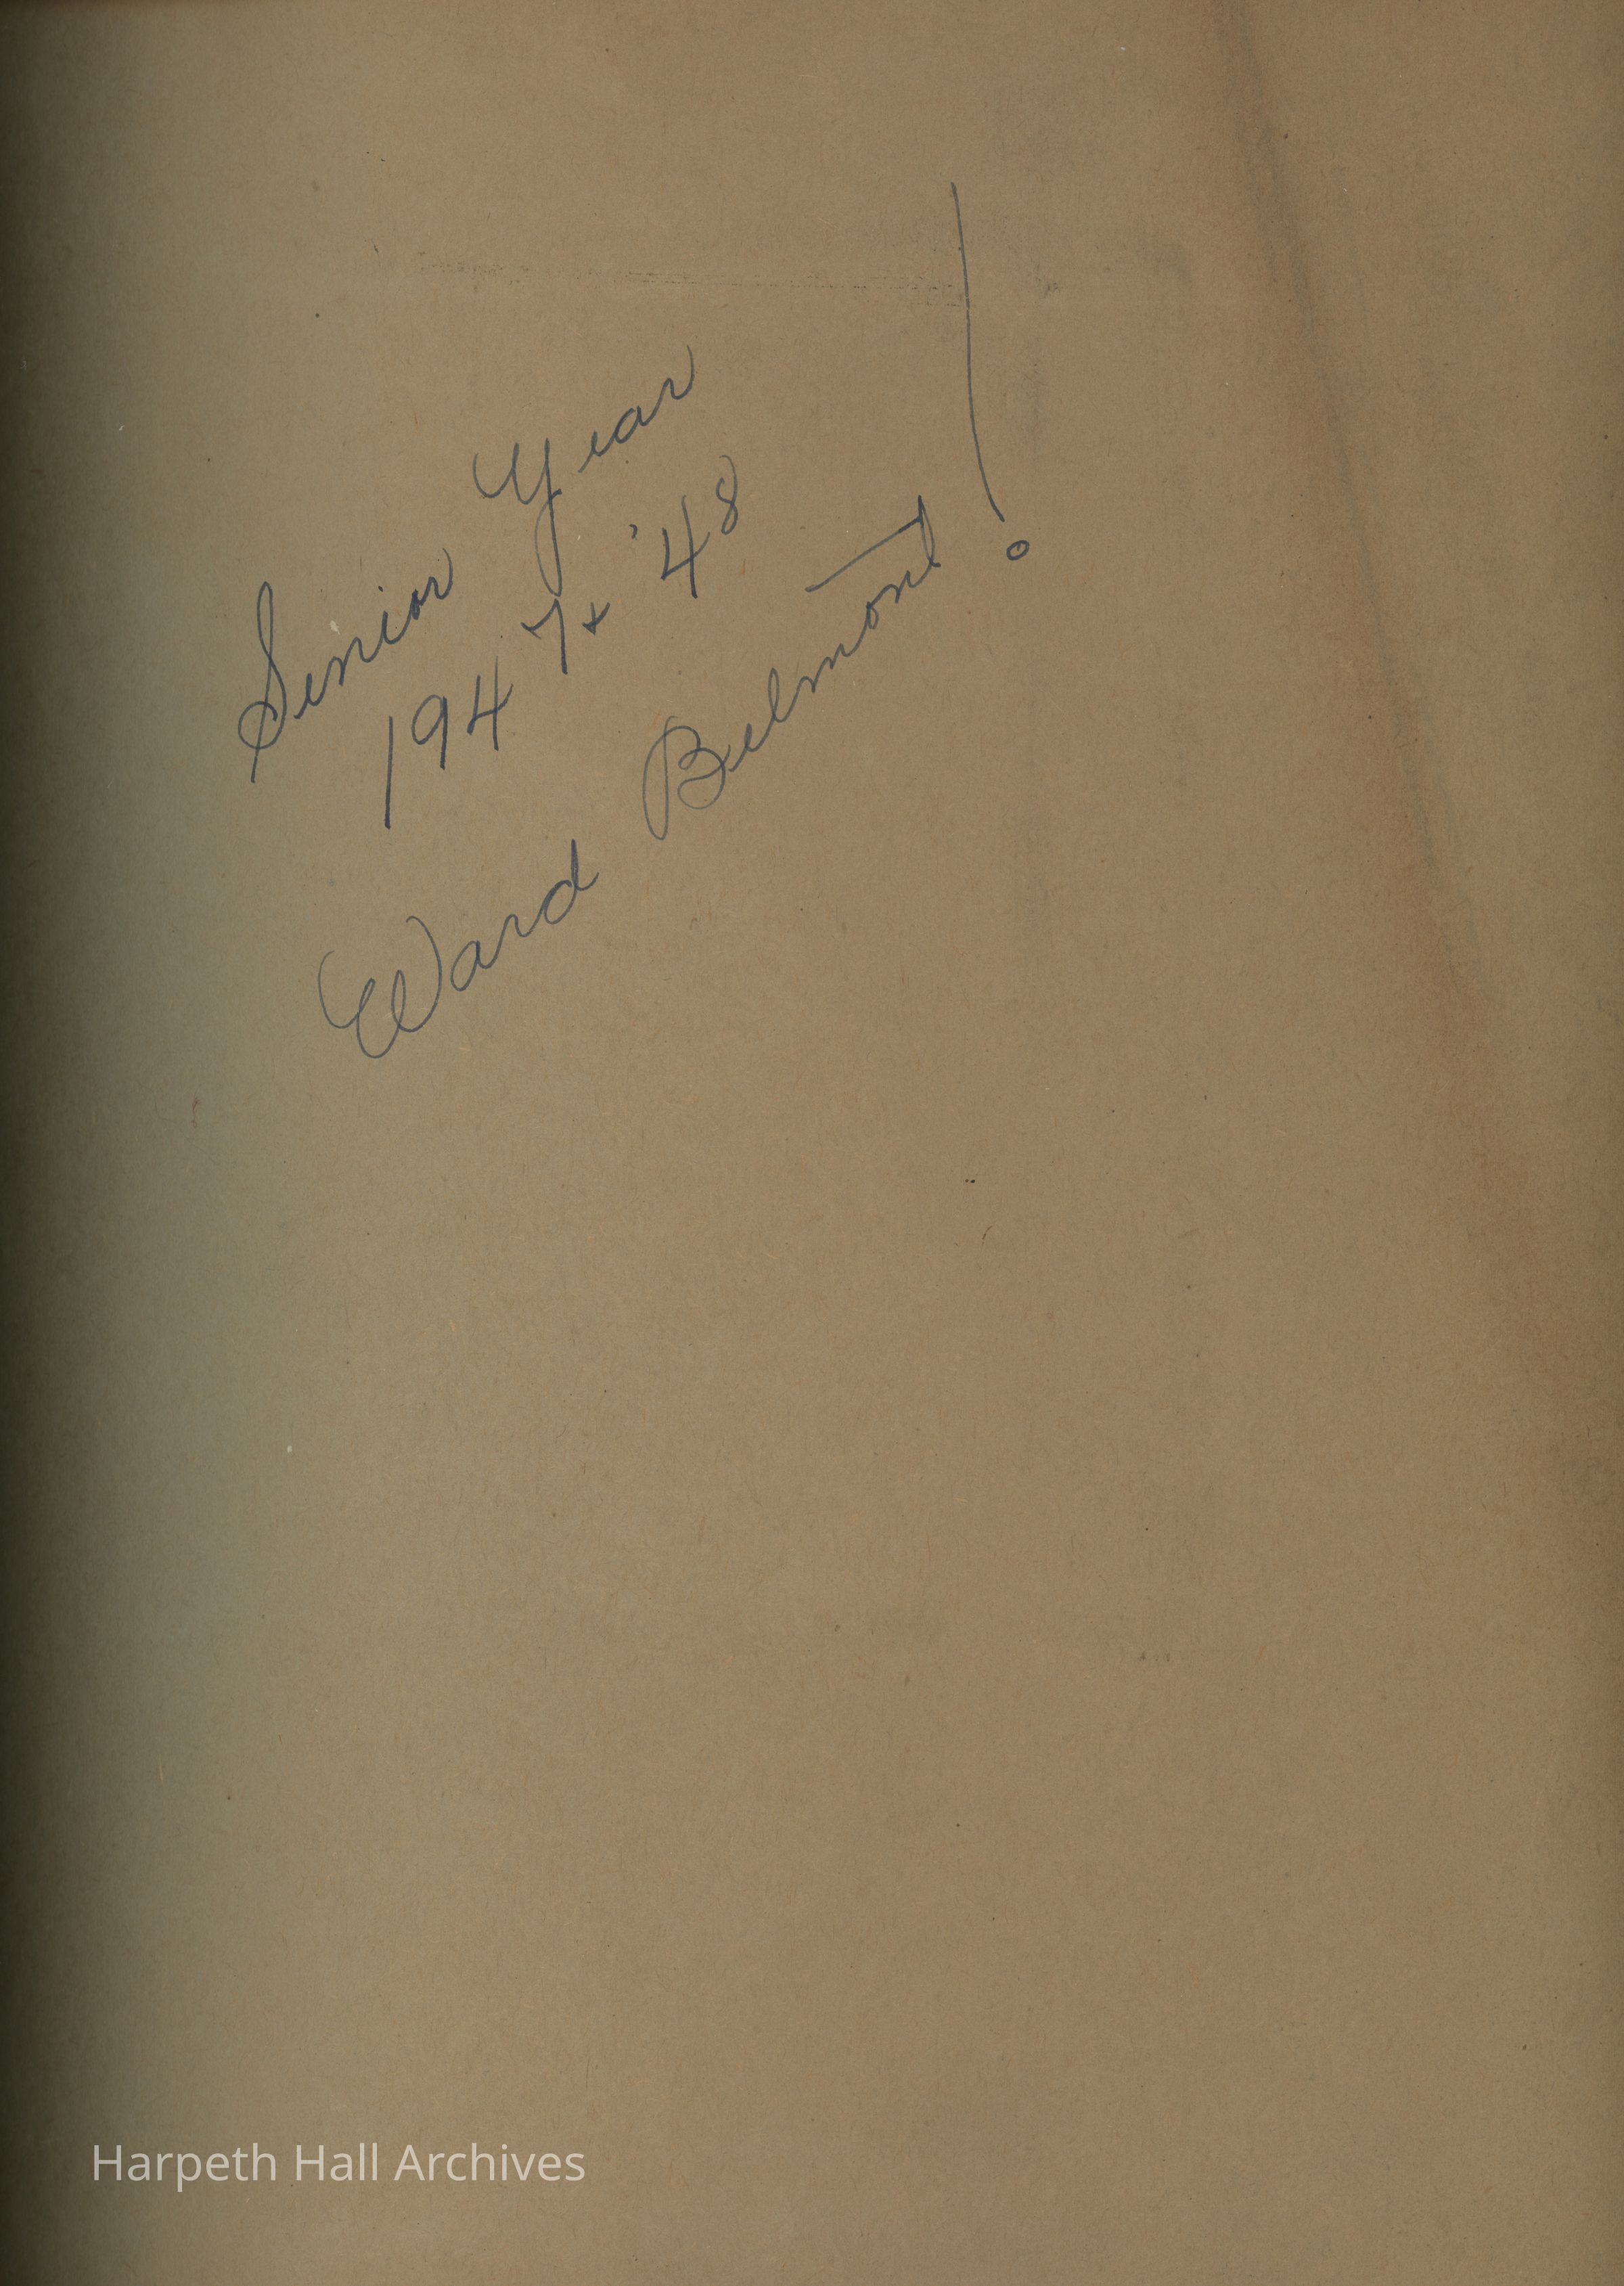 Senior Year
1947+'48
Ward Belmont!
Harpeth Hall Archives